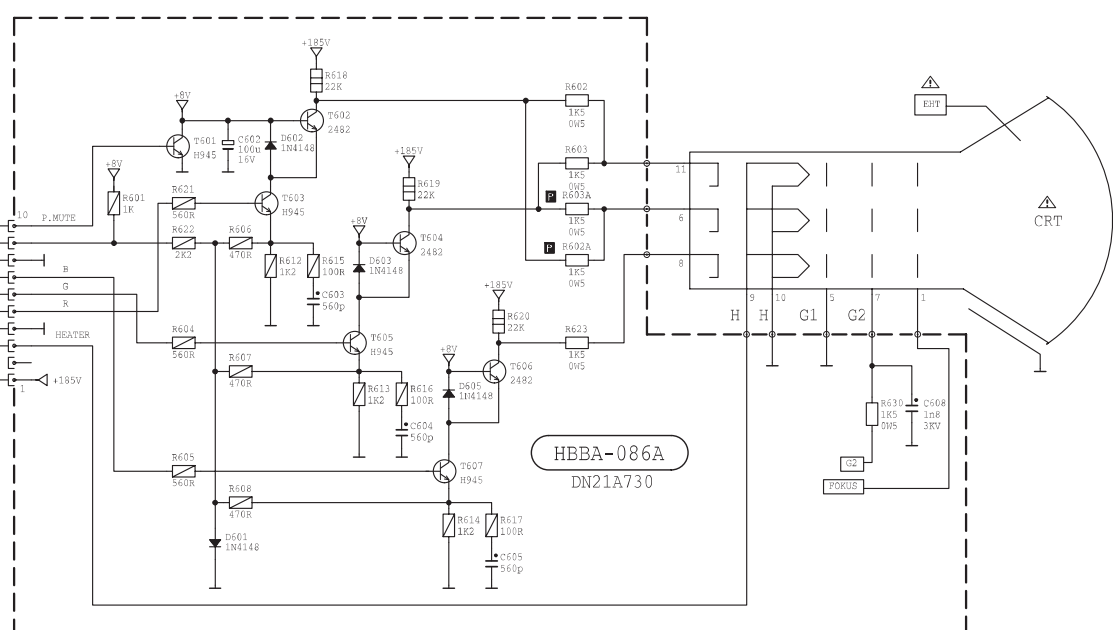 +185V
R618
22K
+8V
T602
2482
R602
1K5
0W5
EHT
T601
H945
C602
100u
16V
D602
1N4148
+185V
R603
1K5
0W5
11
+8V
R619
22K
R601
1K
R621
560R
T603
H945
P
R603A
1K5
0W5
6
CRT
10
P.MUTE
+8V
T604
2482
R622
2K2
R606
470R
P
R602A
1K5
0W5
8
R612
1K2
R615
100R
D603
1N4148
B
G
R
HEATER
C603
560p
+185V
9
10
5
7
1
H
H
G1
G2
R620
22K
R623
1K5
0W5
R604
560R
T605
H945
+8V
T606
2482
R607
470R
1
+185V
R613
1K2
R616
100R
D605
1N4148
R630
1K5
0W5
C608
1n8
3KV
C604
560p
HBBA-086A
DN21A730
G2
FOKUS
R605
560R
T607
H945
R608
470R
R614
1K2
R617
100R
D601
1N4148
C605
560p